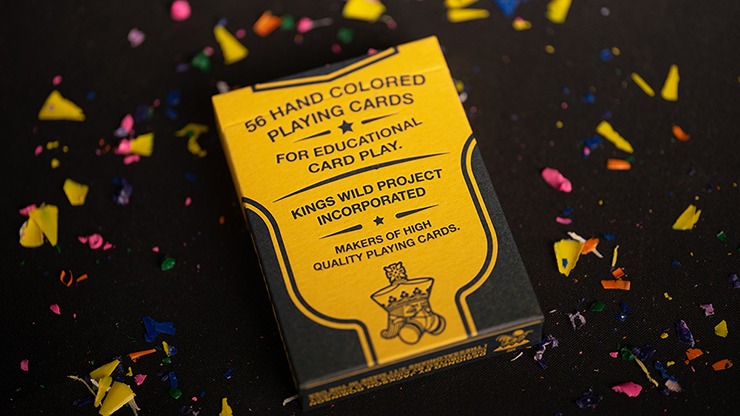 56 HAND COLORED
PLAYING CARDS
FOR EDUCATIONAL
CARD PLAY.
KINGS WILD PROJECT
INCORPORATED
MAKERS OF HIGH
QUALITY PLAYING CARDS.